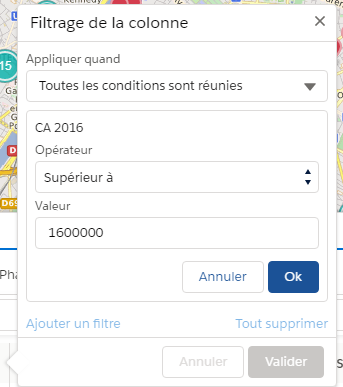 Kennedy
Filtrage de la colonne
Appliquer quand
Toutes les conditions sont réunies
15
CA 2016
Opérateur
Supérieur à
Valeur
D69
1600000
Pha
Annuler Ok
Ajouter un filtre Tout supprimer
Annuler Valider